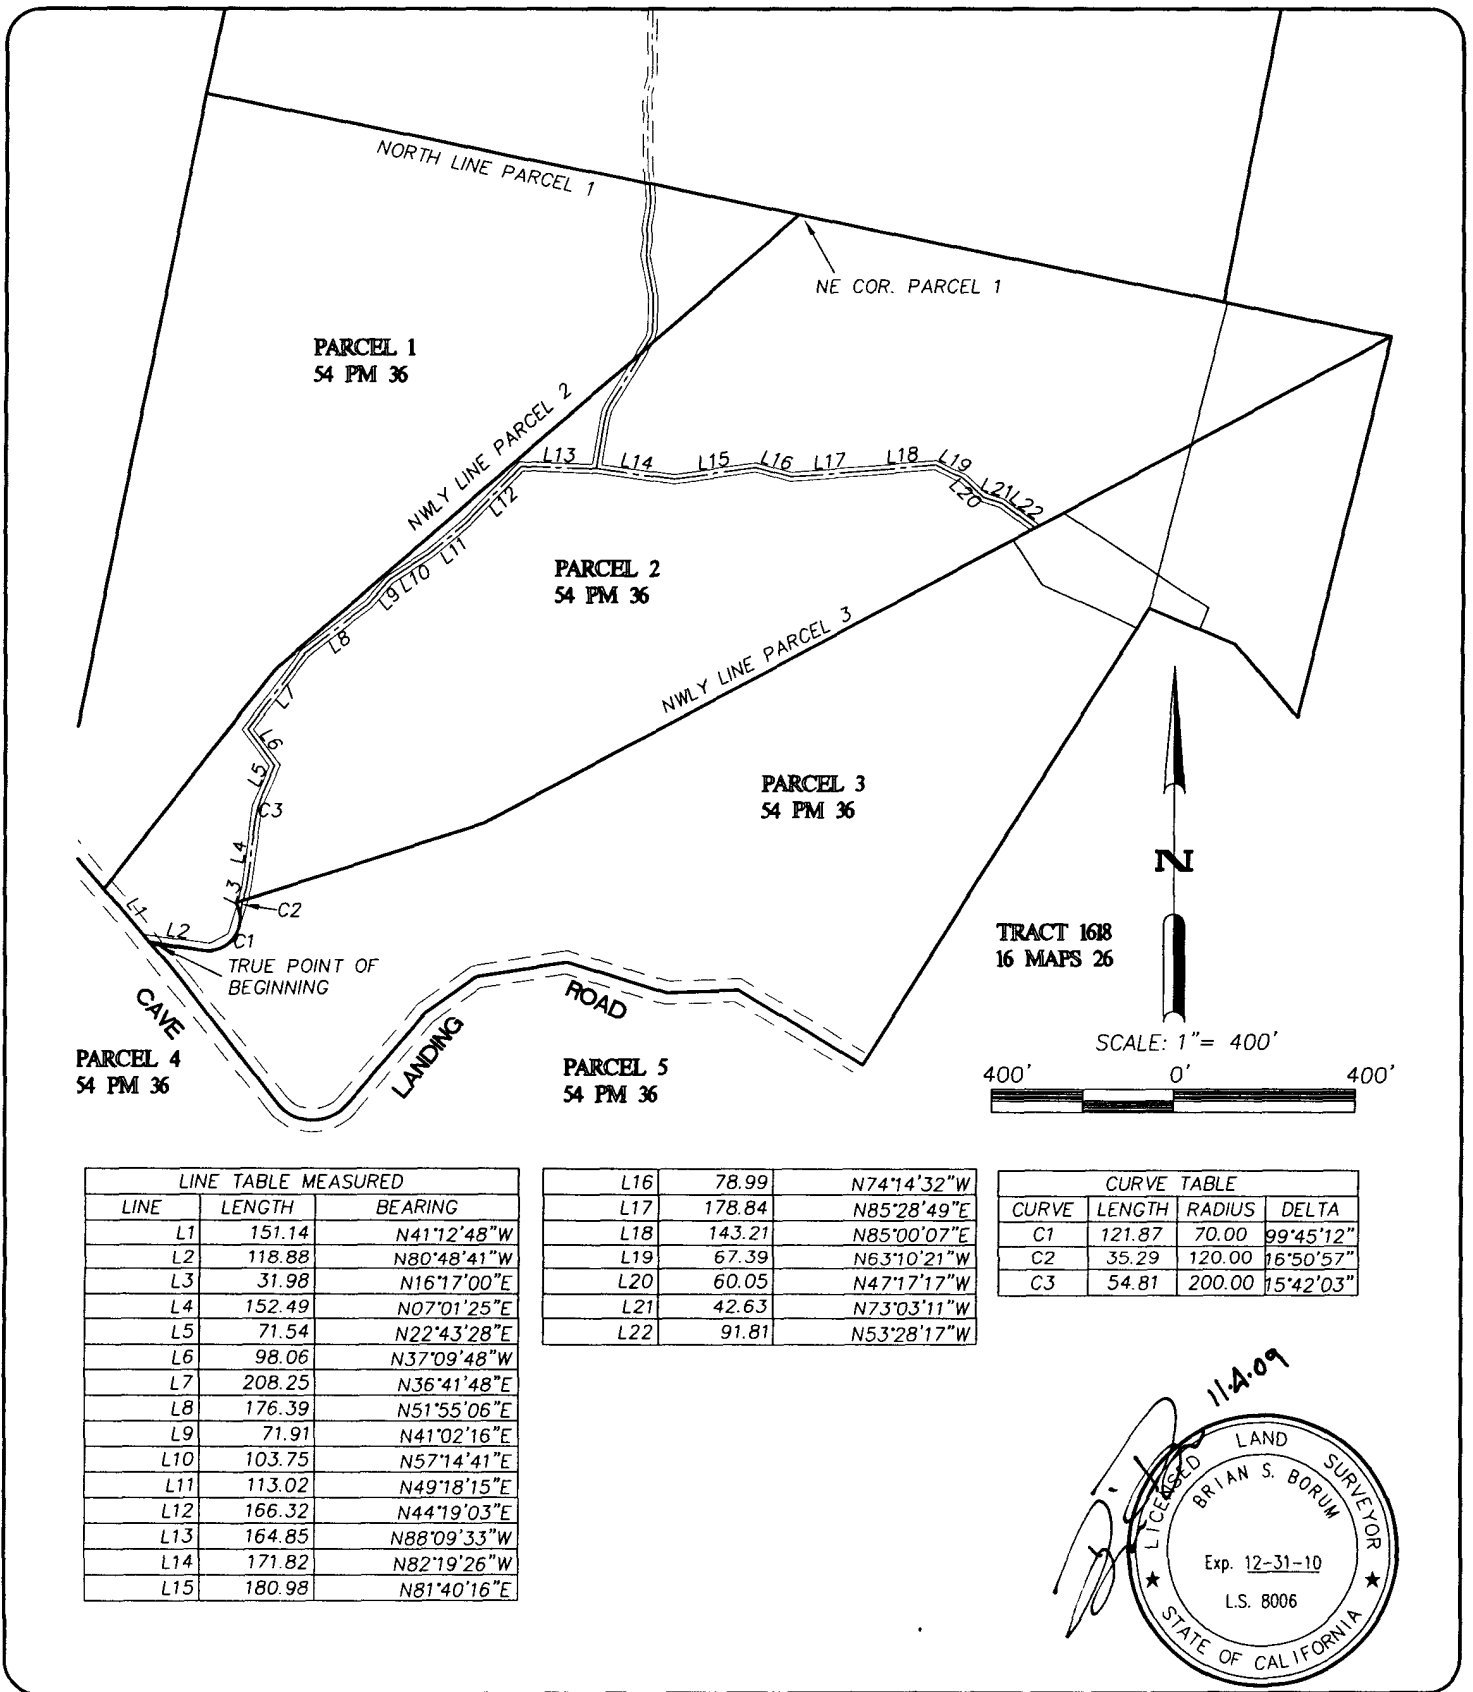 NORTH LINE PARCEL 1
NE COR. PARCEL 1
PARCEL 1
54 PM 36
NWLY LINE PARCEL 2
L13
L14
L15
L16
L17
L18
L19
L20
L21
L22
L12
L11
L10
L9
L8
PARCEL 2
54 PM 36
NWLY LINE PARCEL 3
L7
L6
L5
C3
L4
L3
C2
L1
L2
C1
TRUE POINT OF
BEGINNING
PARCEL 3
54 PM 36
N
TRACT 1618
16 MAPS 26
CAVE
LANDING
ROAD
PARCEL 4
54 PM 36
PARCEL 5
54 PM 36
SCALE: 1"= 400'
400' 0' 400'
LINE TABLE MEASURED
LINE LENGTH BEARING
L1 151.14 N41°12'48"W
L2 118.88 N80°48'41"W
L3 31.98 N16°17'00"E
L4 152.49 N07°01'25"E
L5 71.54 N22°43'28"E
L6 98.06 N37°09'48"W
L7 208.25 N36°41'48"E
L8 176.39 N51°55'06"E
L9 71.91 N41°02'16"E
L10 103.75 N57°14'41"E
L11 113.02 N49°18'15"E
L12 166.32 N44°19'03"E
L13 164.85 N88°09'33"W
L14 171.82 N82°19'26"W
L15 180.98 N81°40'16"E
L16 78.99 N74°14'32"W
L17 178.84 N85°28'49"E
L18 143.21 N85°00'07"E
L19 67.39 N63°10'21"W
L20 60.05 N47°17'17"W
L21 42.63 N73°03'11"W
L22 91.81 N53°28'17"W
CURVE TABLE
CURVE LENGTH RADIUS DELTA
C1 121.87 70.00 99°45'12"
C2 35.29 120.00 16°50'57"
C3 54.81 200.00 15°42'03"
LICENSED LAND SURVEYOR
BRIAN S. BORUM
Exp. 12-31-10
L.S. 8006
★ STATE OF CALIFORNIA ★